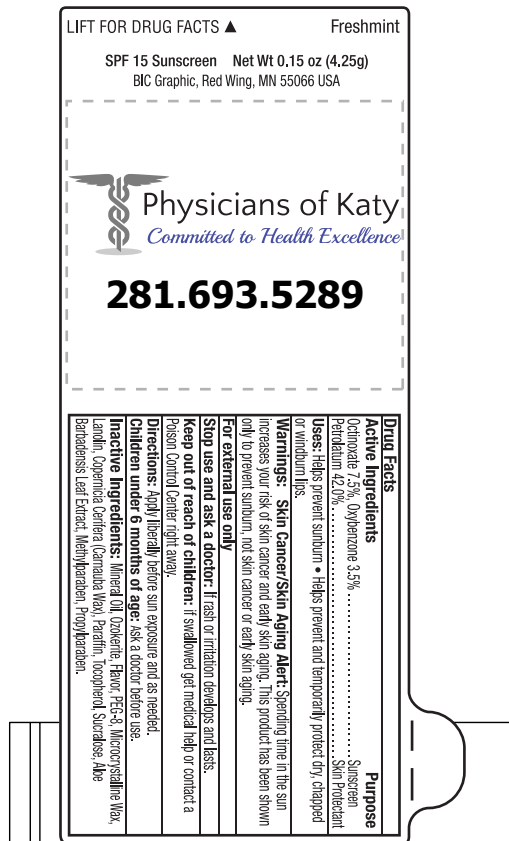 LIFT FOR DRUG FACTS ▲ Freshmint
SPF 15 Sunscreen Net Wt 0.15 oz (4.25g)
BIC Graphic, Red Wing, MN 55066 USA
Physicians of Katy
Committed to Health Excellence
281.693.5289
Drug Facts
Active Ingredients Purpose
Octinoxate 7.5%, Oxybenzone 3.5%..................Sunscreen
Petrolatum 42.0%..................Skin Protectant
Uses: Helps prevent sunburn • Helps prevent and temporarily protect dry, chapped
or windburn lips.
Warnings: Skin Cancer/Skin Aging Alert: Spending time in the sun
increases your risk of skin cancer and early skin aging. This product has been shown
only to prevent sunburn, not skin cancer or early skin aging.
For external use only
Stop use and ask a doctor: If rash or irritation develops and lasts.
Keep out of reach of children: if swallowed get medical help or contact a
Poison Control Center right away.
Directions: Apply liberally before sun exposure and as needed.
Children under 6 months of age: Ask a doctor before use.
Inactive Ingredients: Mineral Oil, Ozokerite, Flavor, PEG-8, Microcrystalline Wax,
Lanolin, Copernicia Cerifera (Carnauba Wax), Paraffin, Tocopherol, Sucralose, Aloe
Barbadensis Leaf Extract, Methylparaben, Propylparaben.